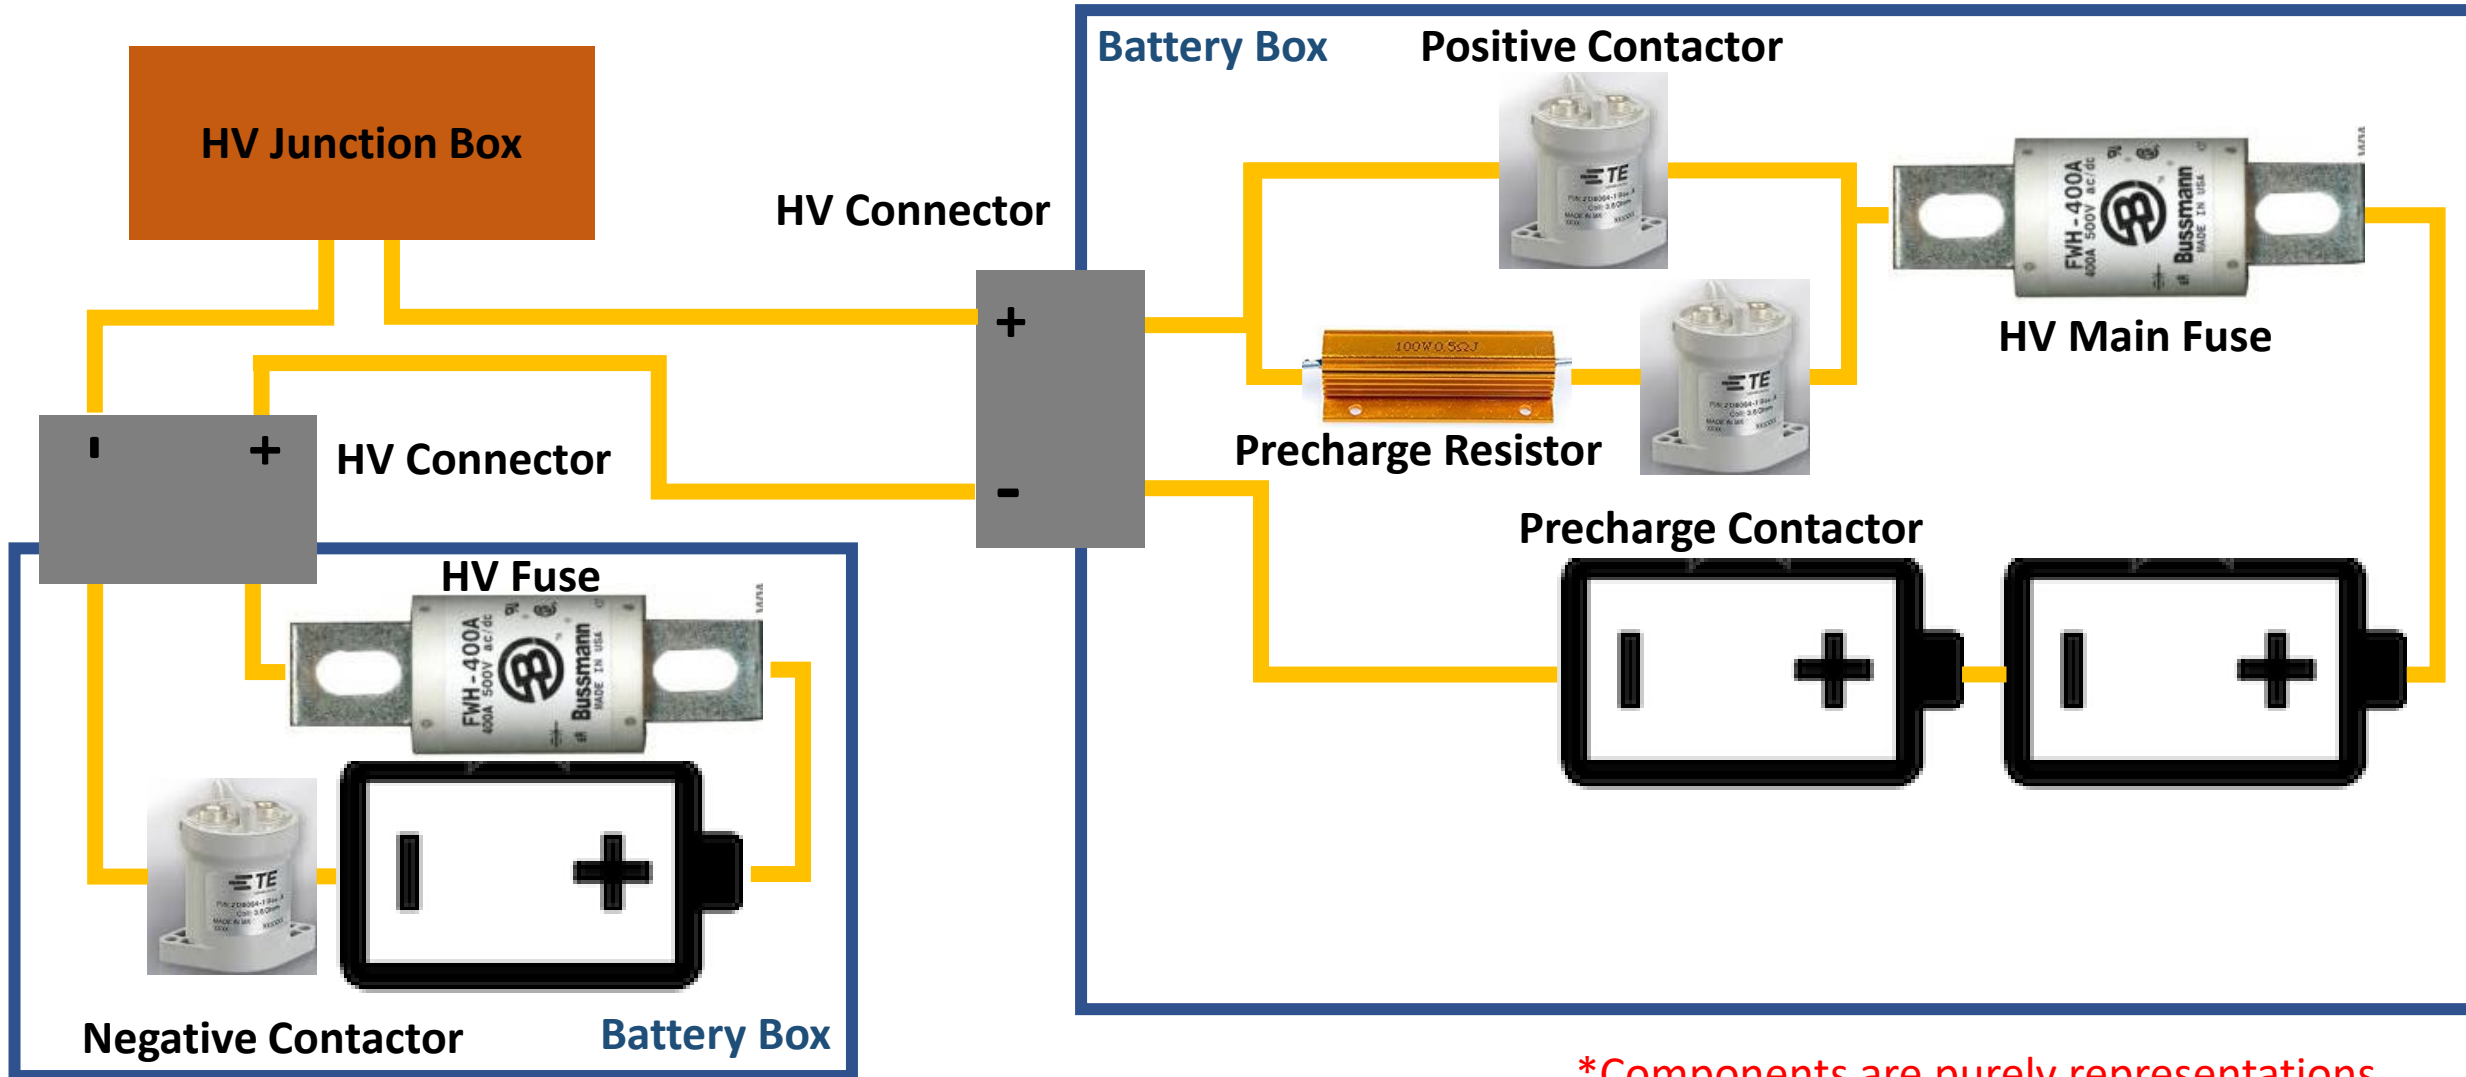 Battery Box
Positive Contactor
HV Junction Box
TE
FWH-400A
400A 500V ac/dc
Bussmann
MADE IN USA
HV Connector
+
-
100W0.5ΩJ
TE
HV Main Fuse
Precharge Resistor
- +
HV Connector
Precharge Contactor
HV Fuse
FWH-400A
400A 500V ac/dc
Bussmann
MADE IN USA
TE
Negative Contactor
Battery Box
*Components are purely representations